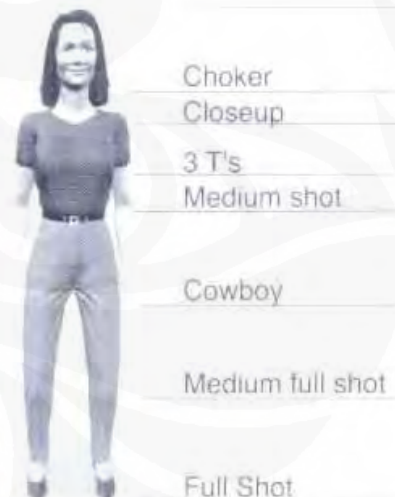 Choker
Closeup
3 T's
Medium shot
Cowboy
Medium full shot
Full Shot